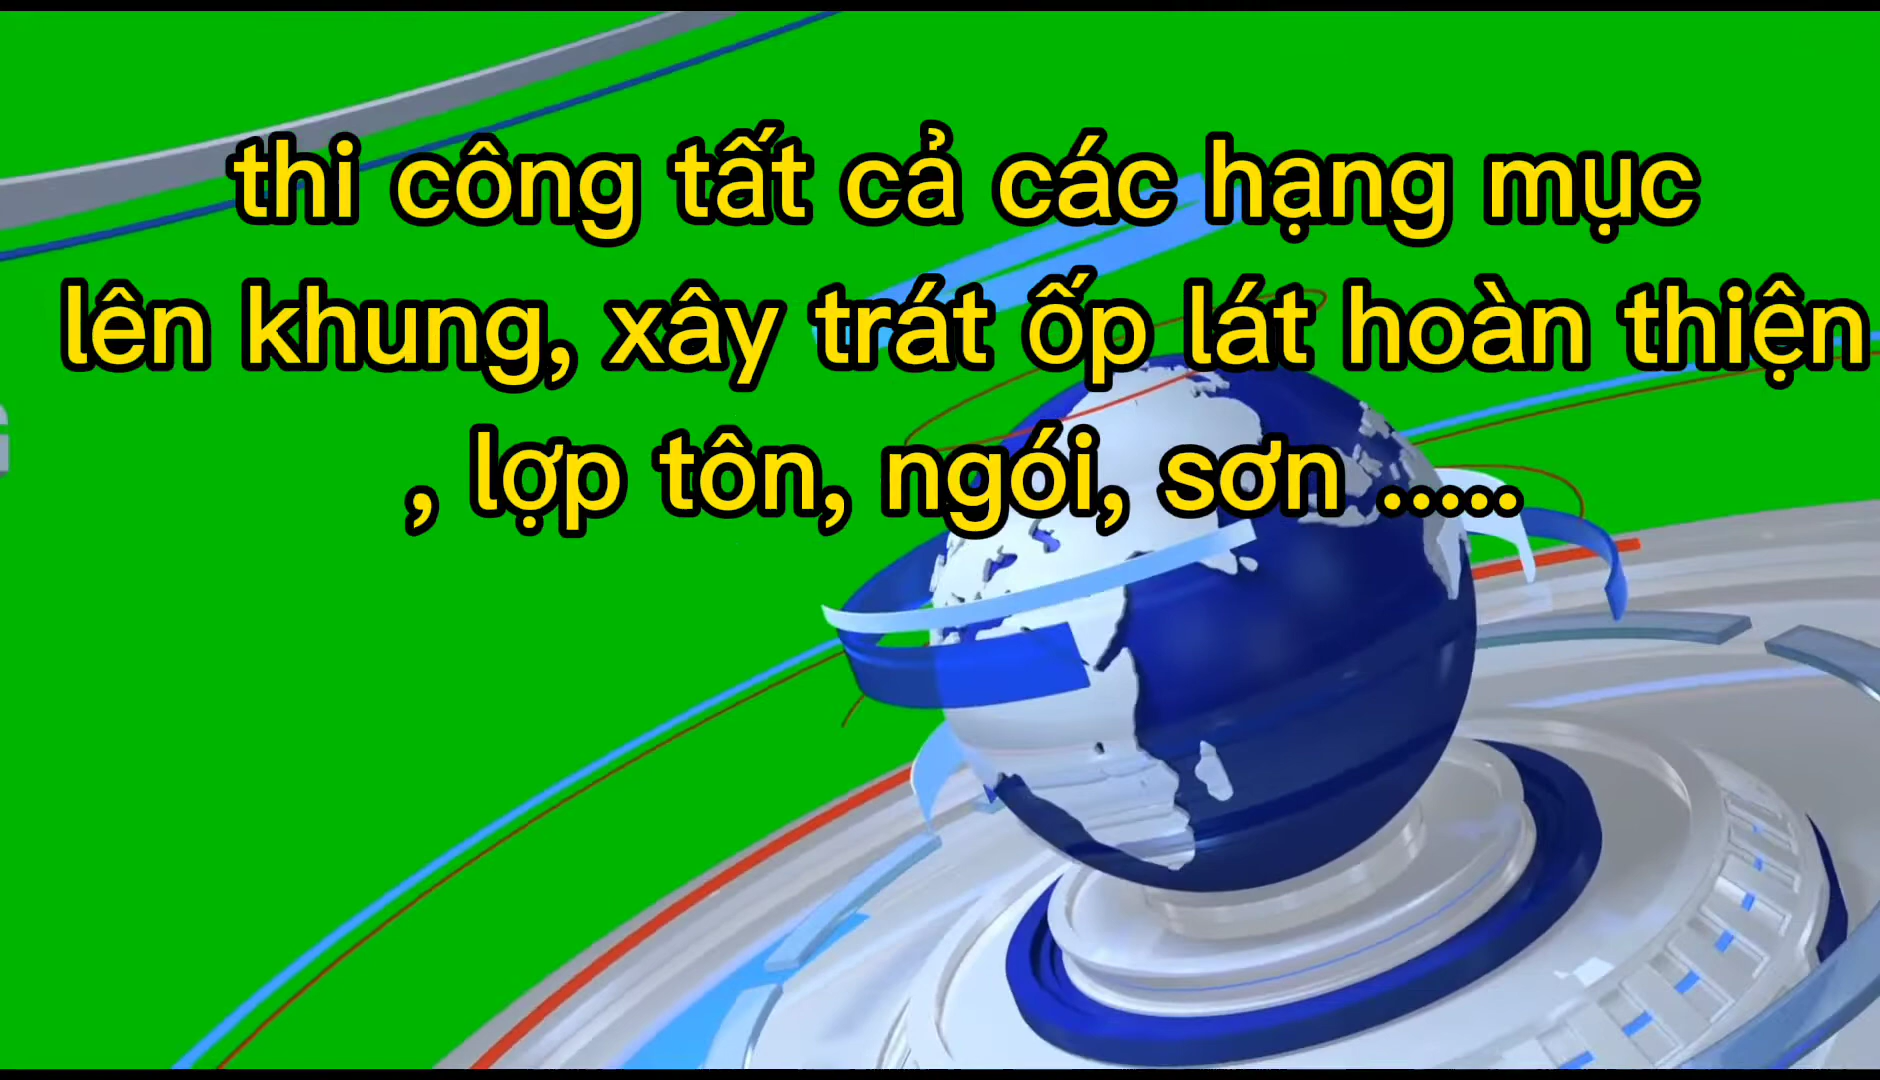 thi công tất cả các hạng mục
lên khung, xây trát ốp lát hoàn thiện
, lợp tôn, ngói, sơn .....